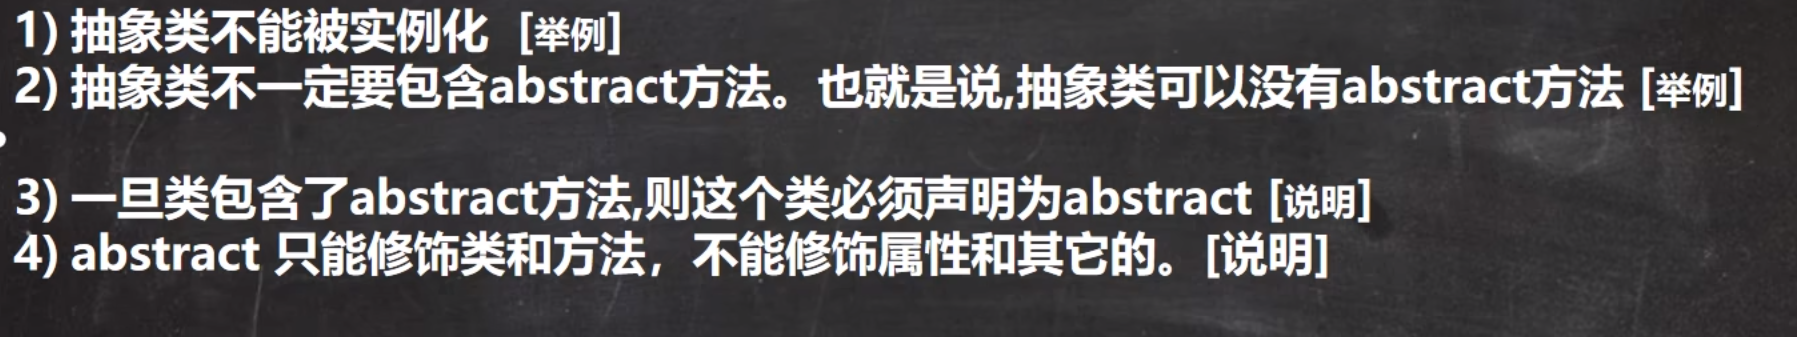 1) 抽象类不能被实例化 [举例]
2) 抽象类不一定要包含abstract方法。也就是说,抽象类可以没有abstract方法 [举例]
3) 一旦类包含了abstract方法,则这个类必须声明为abstract [说明]
4) abstract 只能修饰类和方法，不能修饰属性和其它的。[说明]